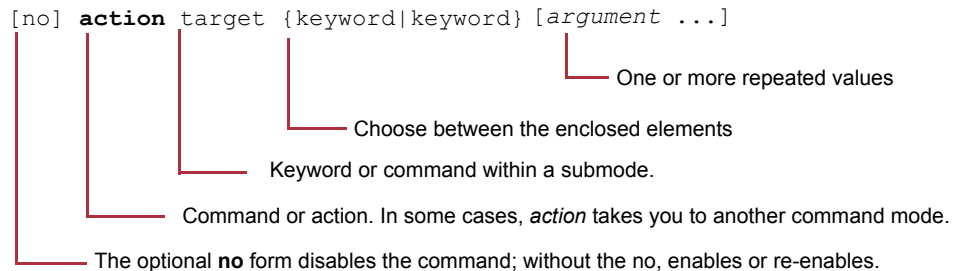 [no] action target {keyword|keyword} [argument ...]
One or more repeated values
Choose between the enclosed elements
Keyword or command within a submode.
Command or action. In some cases, action takes you to another command mode.
The optional no form disables the command; without the no, enables or re-enables.